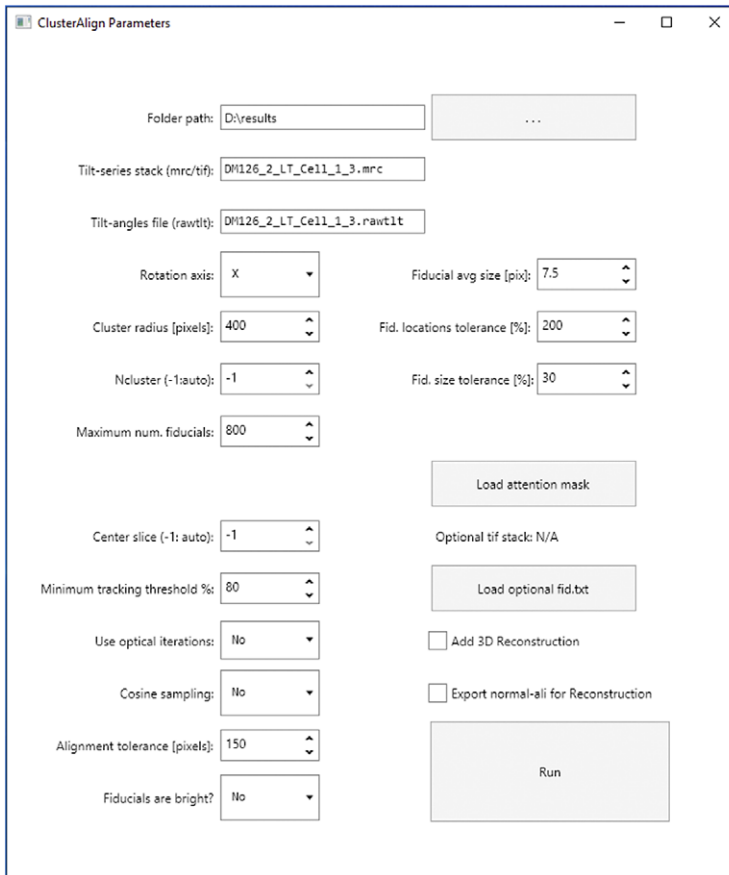 ClusterAlign Parameters
Folder path: D:\results ...
Tilt-series stack (mrc/tif): DM126_2_LT_Cell_1_3.mrc
Tilt-angles file (rawtlt): DM126_2_LT_Cell_1_3.rawtlt
Rotation axis: X Fiducial avg size [pix]: 7.5
Cluster radius [pixels]: 400 Fid. locations tolerance [%]: 200
Ncluster (-1:auto): -1 Fid. size tolerance [%]: 30
Maximum num. fiducials: 800
Load attention mask
Center slice (-1: auto): -1 Optional tif stack: N/A
Minimum tracking threshold %: 80 Load optional fid.txt
Use optical iterations: No Add 3D Reconstruction
Cosine sampling: No Export normal-ali for Reconstruction
Alignment tolerance [pixels]: 150 Run
Fiducials are bright? No